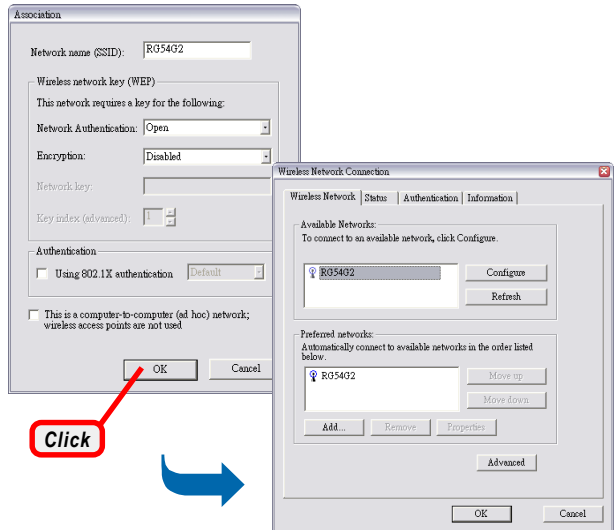 Association
Network name (SSID): RG54G2
Wireless network key (WEP)
This network requires a key for the following:
Network Authentication: Open
Encryption: Disabled
Network key:
Key index (advanced): 1
Authentication
Using 802.1X authentication Default
This is a computer-to-computer (ad hoc) network;
wireless access points are not used
OK Cancel
Click
Wireless Network Connection
Wireless Network Status Authentication Information
Available Networks:
To connect to an available network, click Configure.
RG54G2 Configure
Refresh
Preferred networks:
Automatically connect to available networks in the order listed
below.
RG54G2 Move up
Move down
Add... Remove Properties
Advanced
OK Cancel